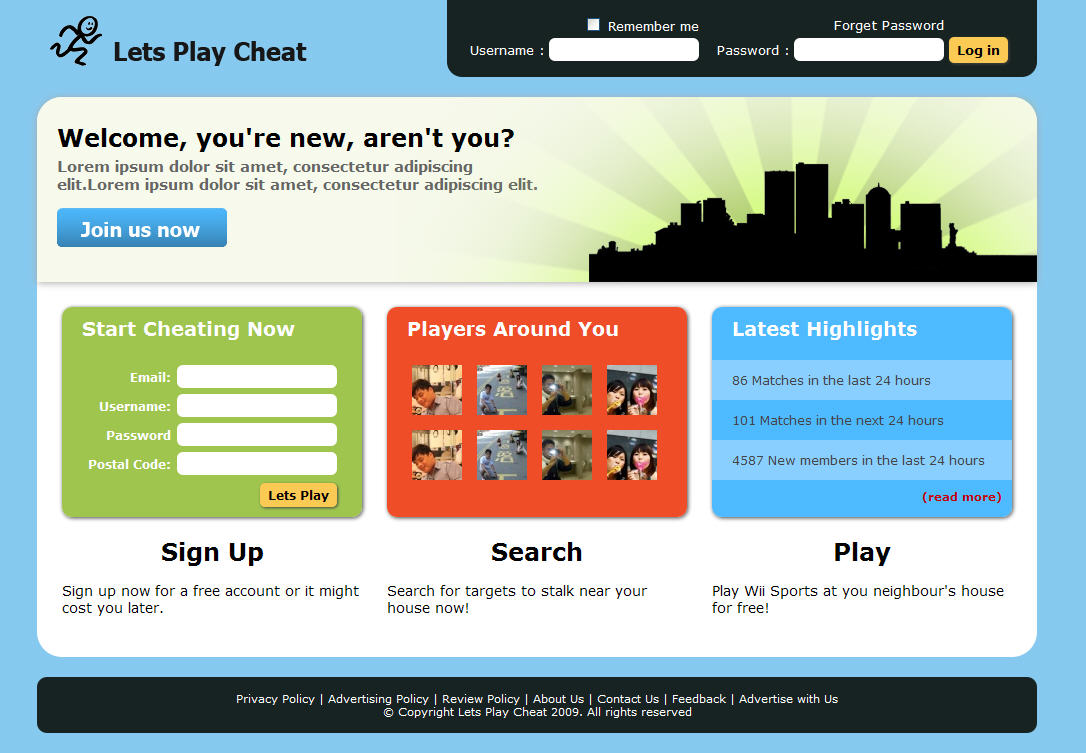 Lets Play Cheat
Remember me
Forget Password
Username :
Password :
Log in
Welcome, you're new, aren't you?
Lorem ipsum dolor sit amet, consectetur adipiscing
elit.Lorem ipsum dolor sit amet, consectetur adipiscing elit.
Join us now
Start Cheating Now
Email:
Username:
Password
Postal Code:
Lets Play
Players Around You
Latest Highlights
86 Matches in the last 24 hours
101 Matches in the next 24 hours
4587 New members in the last 24 hours
(read more)
Sign Up
Sign up now for a free account or it might
cost you later.
Search
Search for targets to stalk near your
house now!
Play
Play Wii Sports at you neighbour's house
for free!
Privacy Policy | Advertising Policy | Review Policy | About Us | Contact Us | Feedback | Advertise with Us
© Copyright Lets Play Cheat 2009. All rights reserved